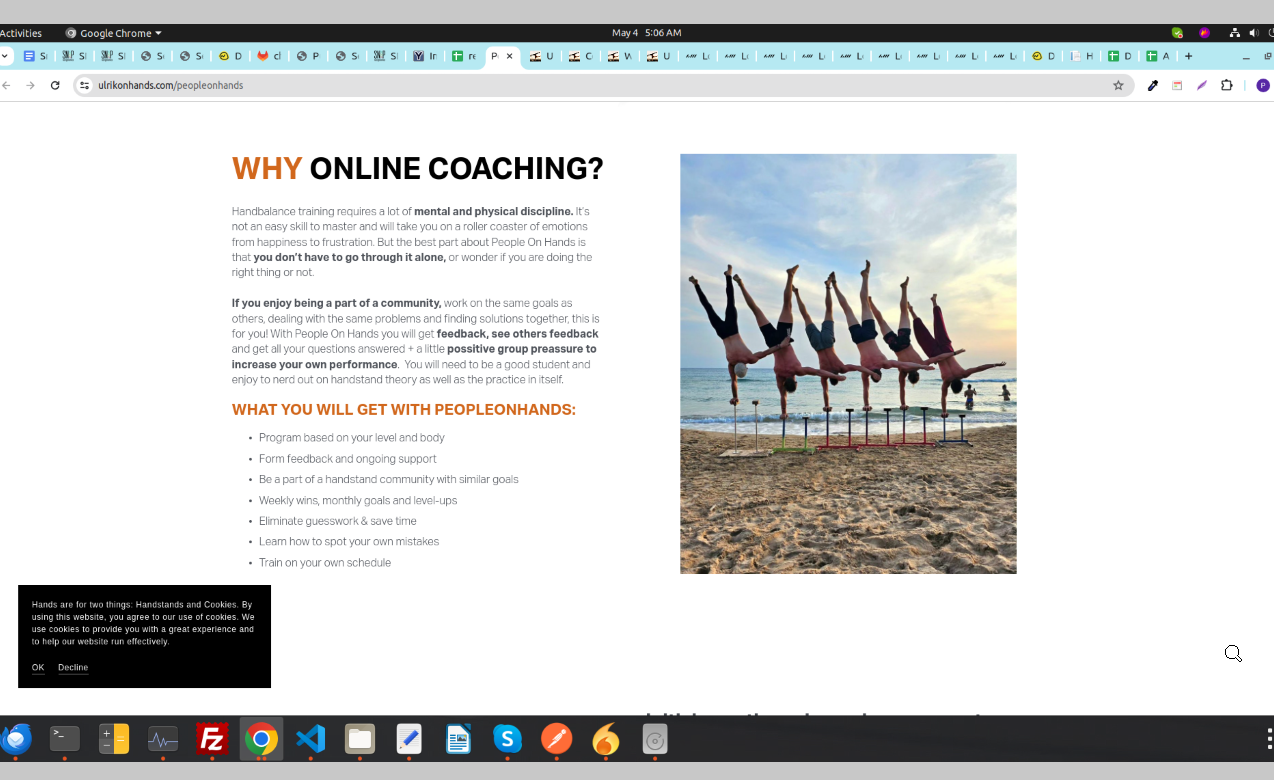 Activities
Google Chrome
May 4 5:06 AM
ulrikonhands.com/peopleonhands
P
WHY ONLINE COACHING?
Handbalance training requires a lot of mental and physical discipline. It's
not an easy skill to master and will take you on a roller coaster of emotions
from happiness to frustration. But the best part about People On Hands is
that you don't have to go through it alone, or wonder if you are doing the
right thing or not.
If you enjoy being a part of a community, work on the same goals as
others, dealing with the same problems and finding solutions together, this is
for you! With People On Hands you will get feedback, see others feedback
and get all your questions answered + a little possitive group preassure to
increase your own performance. You will need to be a good student and
enjoy to nerd out on handstand theory as well as the practice in itself.
WHAT YOU WILL GET WITH PEOPLEONHANDS:
• Program based on your level and body
• Form feedback and ongoing support
• Be a part of a handstand community with similar goals
• Weekly wins, monthly goals and level-ups
• Eliminate guesswork & save time
• Learn how to spot your own mistakes
• Train on your own schedule
Hands are for two things: Handstands and Cookies. By
using this website, you agree to our use of cookies. We
use cookies to provide you with a great experience and
to help our website run effectively.
OK Decline